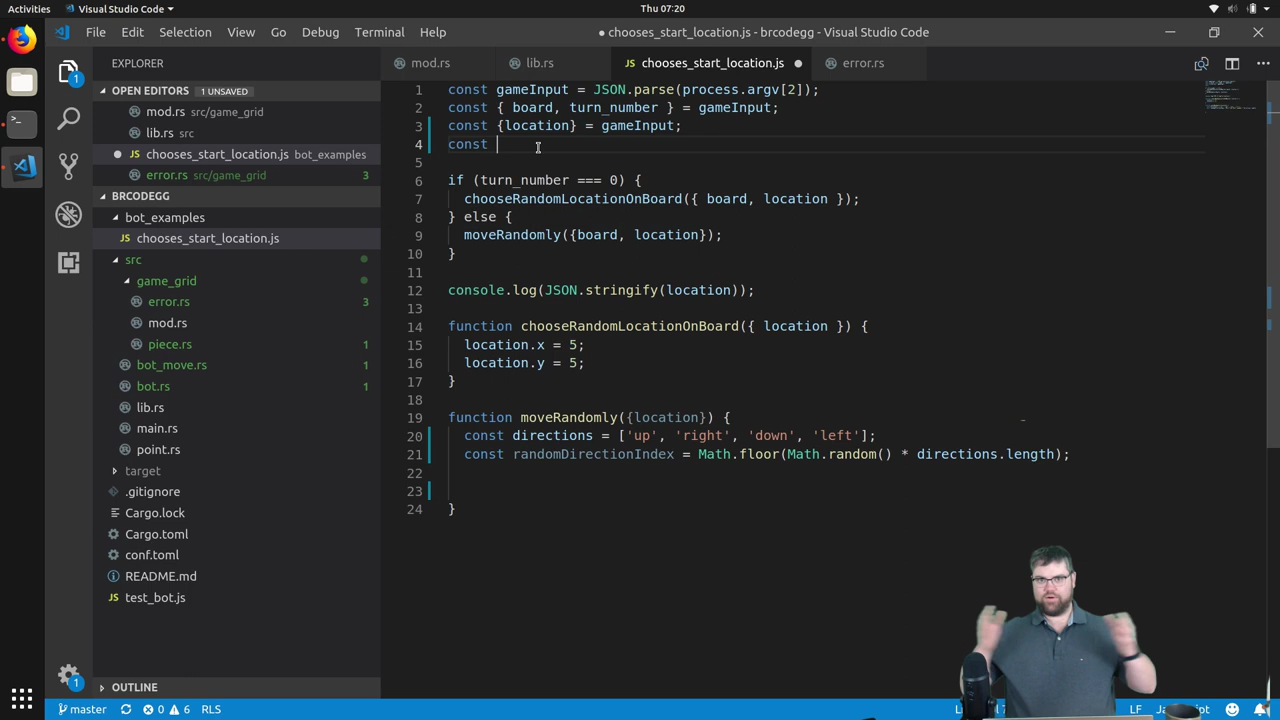 Activities
Visual Studio Code
Thu 07:20
File Edit Selection View Go Debug Terminal Help
● chooses_start_location.js - brcodegg - Visual Studio Code
EXPLORER
mod.rs
lib.rs
JS chooses_start_location.js ●
error.rs
OPEN EDITORS 1 UNSAVED
mod.rs src/game_grid
lib.rs src
JS chooses_start_location.js bot_examples
error.rs src/game_grid 3
BRCODEGG
bot_examples
JS chooses_start_location.js
src
game_grid
error.rs 3
mod.rs
piece.rs 1
bot_move.rs 1
bot.rs 1
lib.rs
main.rs
point.rs
target
.gitignore
Cargo.lock
Cargo.toml
conf.toml
README.md
JS test_bot.js
OUTLINE
1
1
1 const gameInput = JSON.parse(process.argv[2]);
2 const { board, turn_number } = gameInput;
3 const {location} = gameInput;
4 const
5
6 if (turn_number === 0) {
7 chooseRandomLocationOnBoard({ board, location });
8 } else {
9 moveRandomly({board, location});
10 }
11
12 console.log(JSON.stringify(location));
13
14 function chooseRandomLocationOnBoard({ location }) {
15 location.x = 5;
16 location.y = 5;
17 }
18
19 function moveRandomly({location}) {
20 const directions = ['up', 'right', 'down', 'left'];
21 const randomDirectionIndex = Math.floor(Math.random() * directions.length);
22
23
24 }
master 0 6 RLS
LF